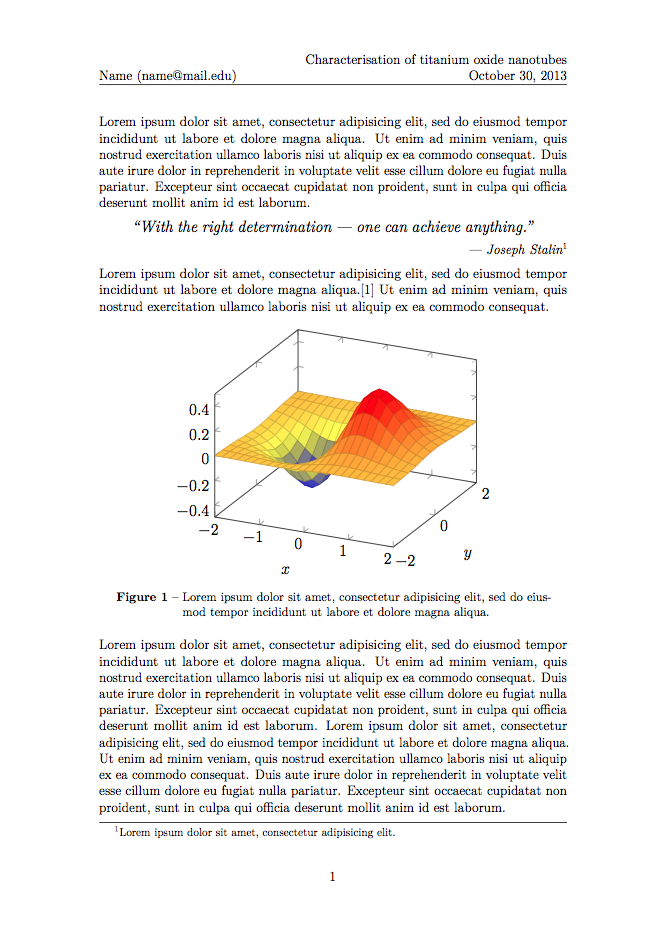 Characterisation of titanium oxide nanotubes
Name (name@mail.edu) October 30, 2013
Lorem ipsum dolor sit amet, consectetur adipisicing elit, sed do eiusmod tempor
incididunt ut labore et dolore magna aliqua. Ut enim ad minim veniam, quis
nostrud exercitation ullamco laboris nisi ut aliquip ex ea commodo consequat. Duis
aute irure dolor in reprehenderit in voluptate velit esse cillum dolore eu fugiat nulla
pariatur. Excepteur sint occaecat cupidatat non proident, sunt in culpa qui officia
deserunt mollit anim id est laborum.
“With the right determination — one can achieve anything.”
— Joseph Stalin¹
Lorem ipsum dolor sit amet, consectetur adipisicing elit, sed do eiusmod tempor
incididunt ut labore et dolore magna aliqua.[1] Ut enim ad minim veniam, quis
nostrud exercitation ullamco laboris nisi ut aliquip ex ea commodo consequat.
0.4
0.2
0
−0.2
−0.4
−2
−1
0
1
2
x
−2
0
2
y
Figure 1 – Lorem ipsum dolor sit amet, consectetur adipisicing elit, sed do eius-
mod tempor incididunt ut labore et dolore magna aliqua.
Lorem ipsum dolor sit amet, consectetur adipisicing elit, sed do eiusmod tempor
incididunt ut labore et dolore magna aliqua. Ut enim ad minim veniam, quis
nostrud exercitation ullamco laboris nisi ut aliquip ex ea commodo consequat. Duis
aute irure dolor in reprehenderit in voluptate velit esse cillum dolore eu fugiat nulla
pariatur. Excepteur sint occaecat cupidatat non proident, sunt in culpa qui officia
deserunt mollit anim id est laborum. Lorem ipsum dolor sit amet, consectetur
adipisicing elit, sed do eiusmod tempor incididunt ut labore et dolore magna aliqua.
Ut enim ad minim veniam, quis nostrud exercitation ullamco laboris nisi ut aliquip
ex ea commodo consequat. Duis aute irure dolor in reprehenderit in voluptate velit
esse cillum dolore eu fugiat nulla pariatur. Excepteur sint occaecat cupidatat non
proident, sunt in culpa qui officia deserunt mollit anim id est laborum.
¹Lorem ipsum dolor sit amet, consectetur adipisicing elit.
1